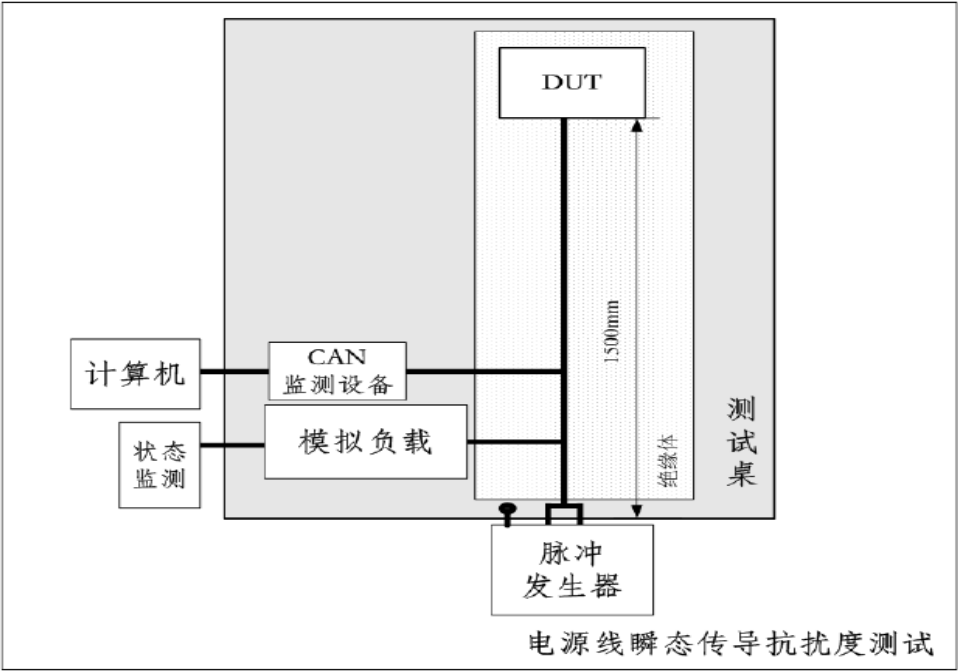 DUT
1500mm
计算机
CAN
监测设备
模拟负载
状态
监测
绝缘体
测试桌
脉冲
发生器
电源线瞬态传导抗扰度测试